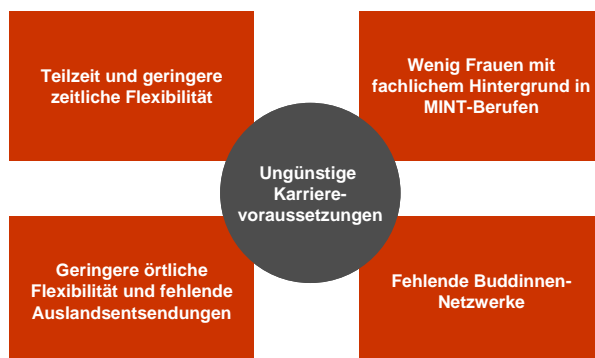 Teilzeit und geringere
zeitliche Flexibilität
Wenig Frauen mit
fachlichem Hintergrund in
MINT-Berufen
Ungünstige
Karriere-
voraussetzungen
Geringere örtliche
Flexibilität und fehlende
Auslandsentsendungen
Fehlende Buddinnen-
Netzwerke